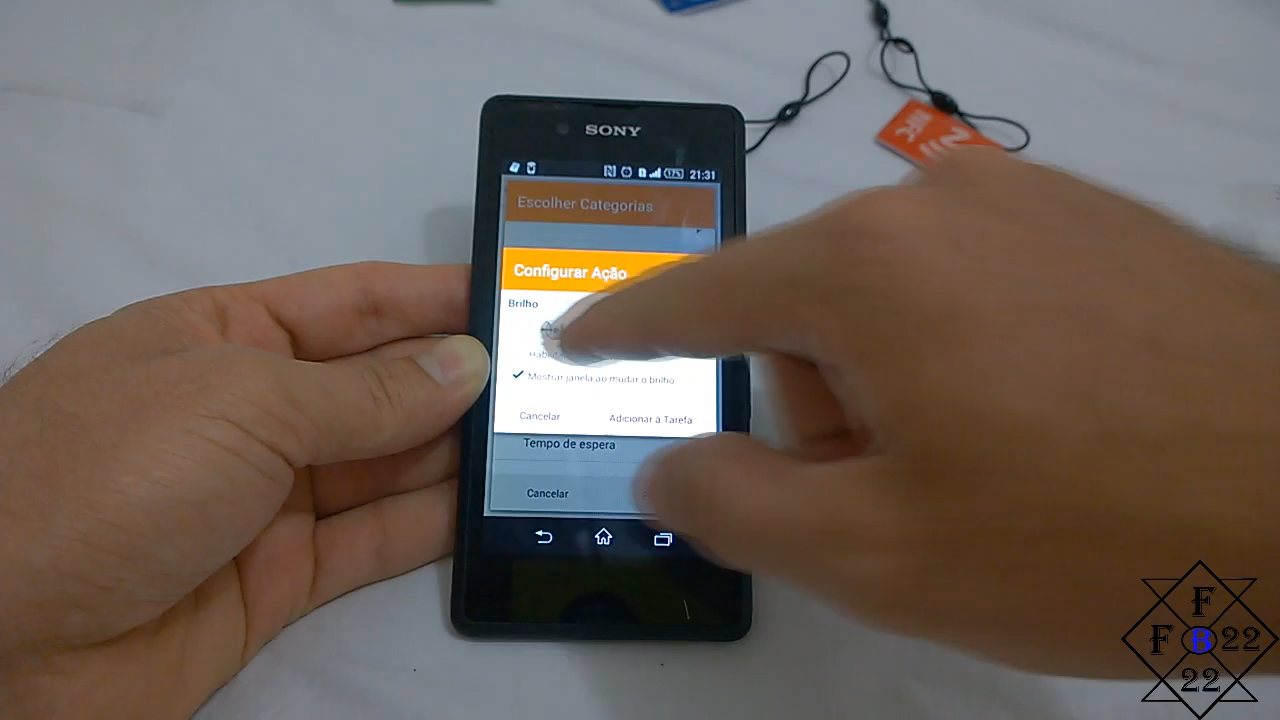 SONY
21:31
Escolher Categorias
Configurar Ação
Brilho
Mostrar janela ao mudar o brilho
Cancelar
Adicionar à Tarefa
Tempo de espera
Cancelar
NFC
F
F B 22
22